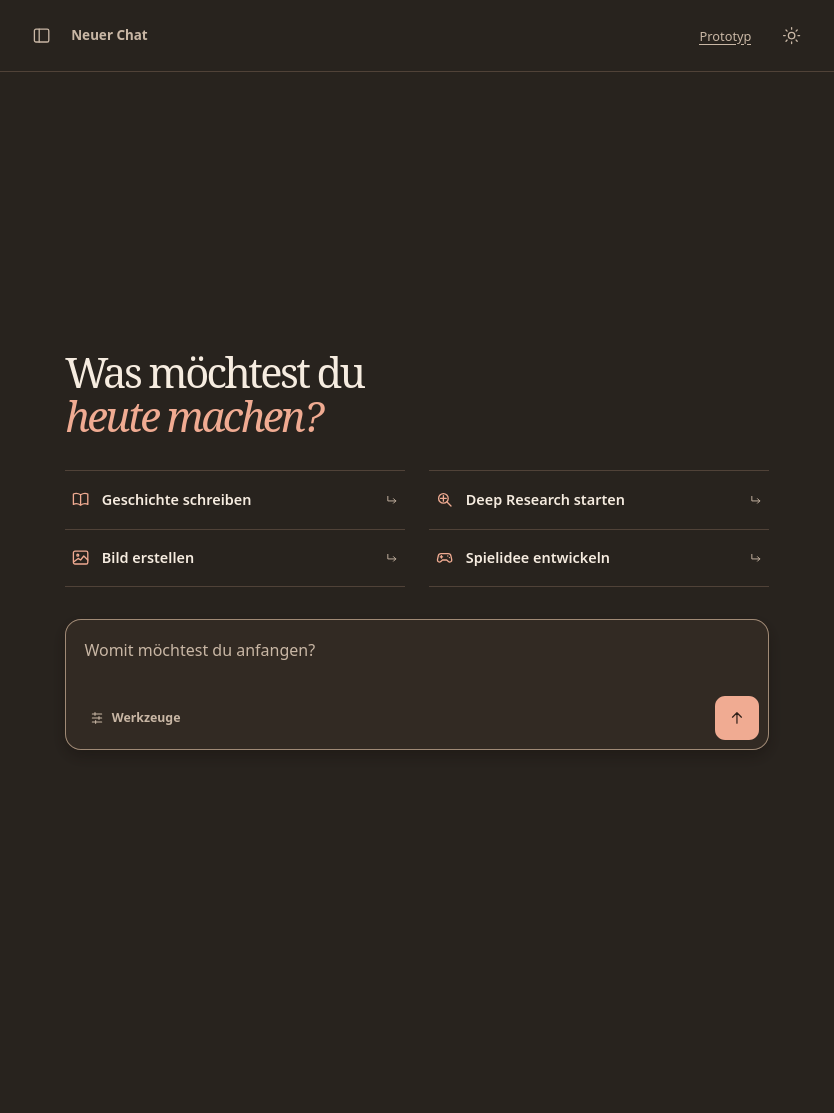 Neuer Chat
Prototyp
Was möchtest du
heute machen?
Geschichte schreiben
Deep Research starten
Bild erstellen
Spielidee entwickeln
Womit möchtest du anfangen?
Werkzeuge